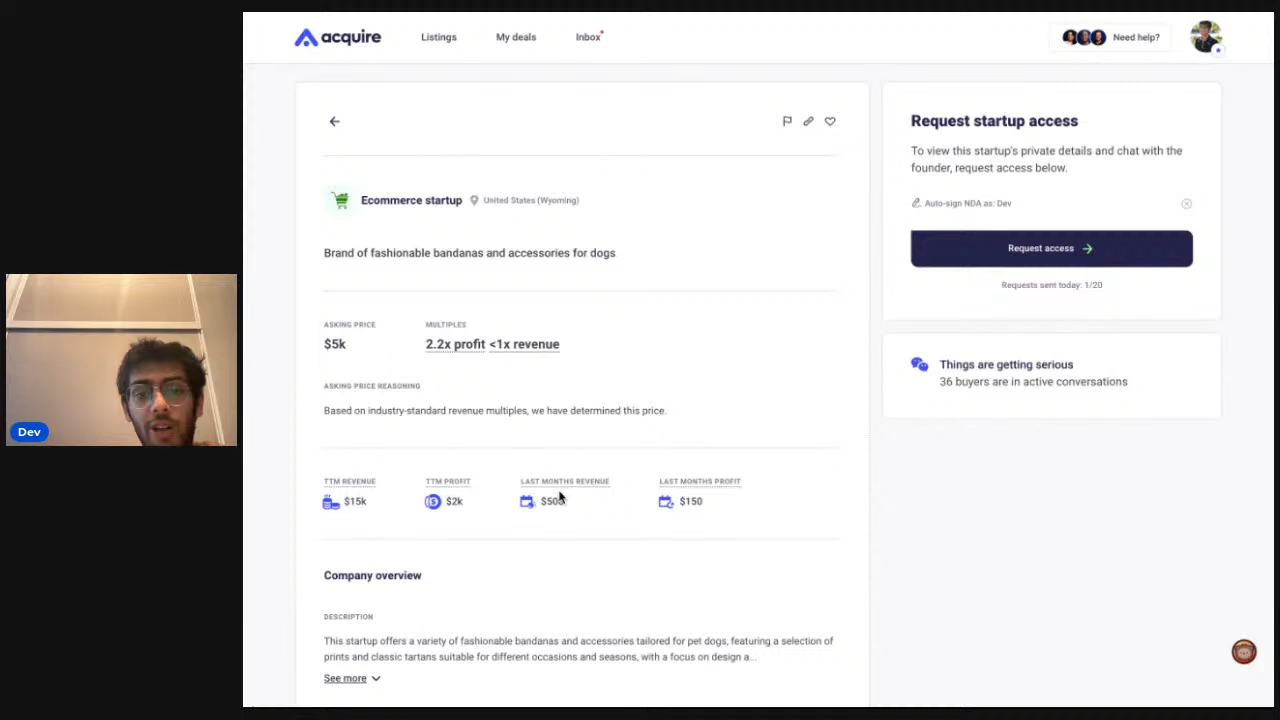 acquire
Listings
My deals
Inbox
Need help?
Ecommerce startup
United States (Wyoming)
Brand of fashionable bandanas and accessories for dogs
ASKING PRICE
MULTIPLES
$5k
2.2x profit <1x revenue
ASKING PRICE REASONING
Based on industry-standard revenue multiples, we have determined this price.
TTM REVENUE
TTM PROFIT
LAST MONTHS REVENUE
LAST MONTHS PROFIT
$15k
$2k
$150
Company overview
DESCRIPTION
This startup offers a variety of fashionable bandanas and accessories tailored for pet dogs, featuring a selection of
prints and classic tartans suitable for different occasions and seasons, with a focus on design a...
See more
Request startup access
To view this startup's private details and chat with the
founder, request access below.
Auto-sign NDA as: Dev
Request access
Requests sent today: 1/20
Things are getting serious
36 buyers are in active conversations
Dev